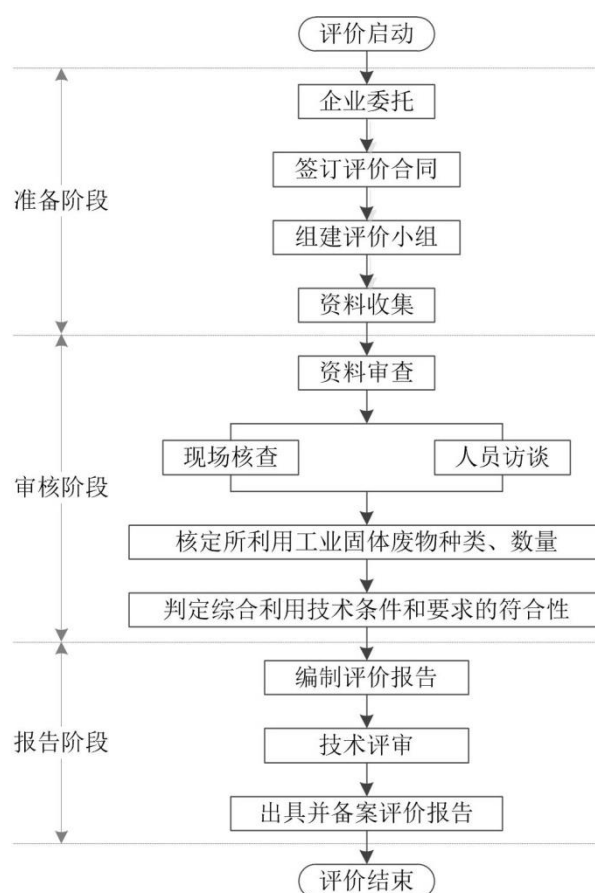 评价启动
准备阶段
企业委托
签订评价合同
组建评价小组
资料收集
审核阶段
资料审查
现场核查
人员访谈
核定所利用工业固体废物种类、数量
判定综合利用技术条件和要求的符合性
报告阶段
编制评价报告
技术评审
出具并备案评价报告
评价结束